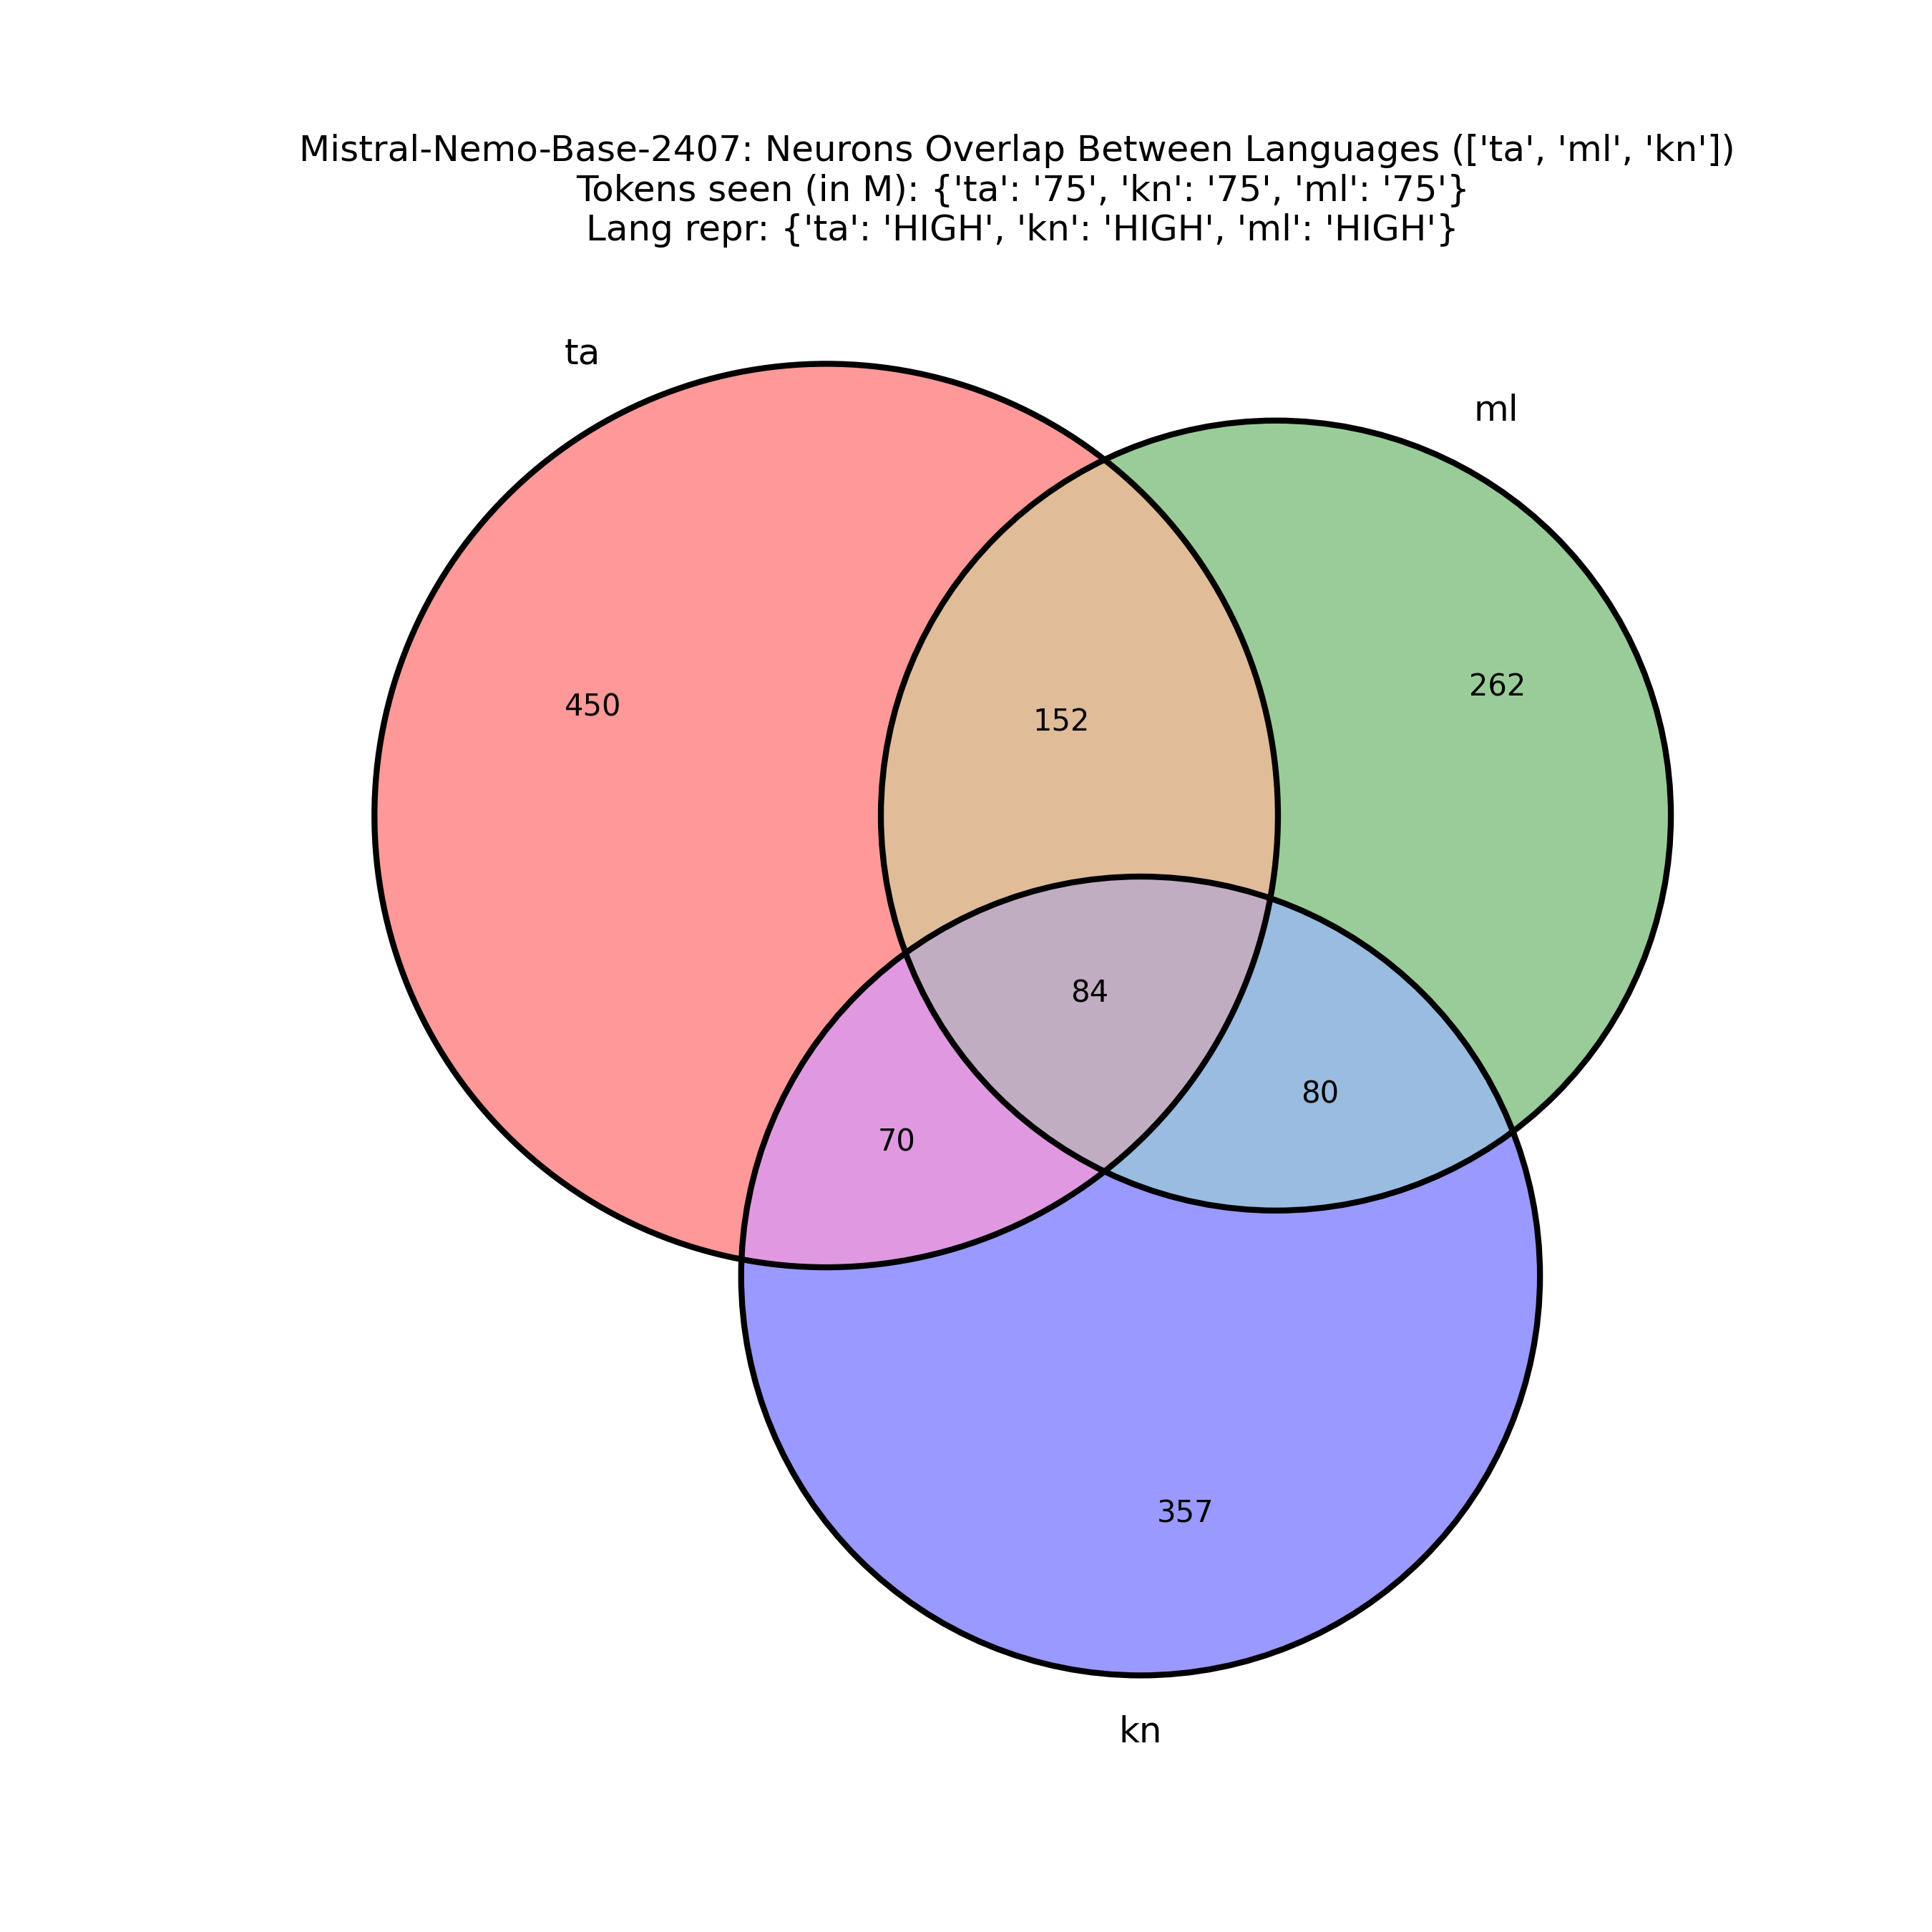 Mistral-Nemo-Base-2407: Neurons Overlap Between Languages (['ta', 'ml', 'kn'])
Tokens seen (in M): {'ta': '75', 'kn': '75', 'ml': '75'}
Lang repr: {'ta': 'HIGH', 'kn': 'HIGH', 'ml': 'HIGH'}
ta
ml
450
152
262
84
70
80
357
kn